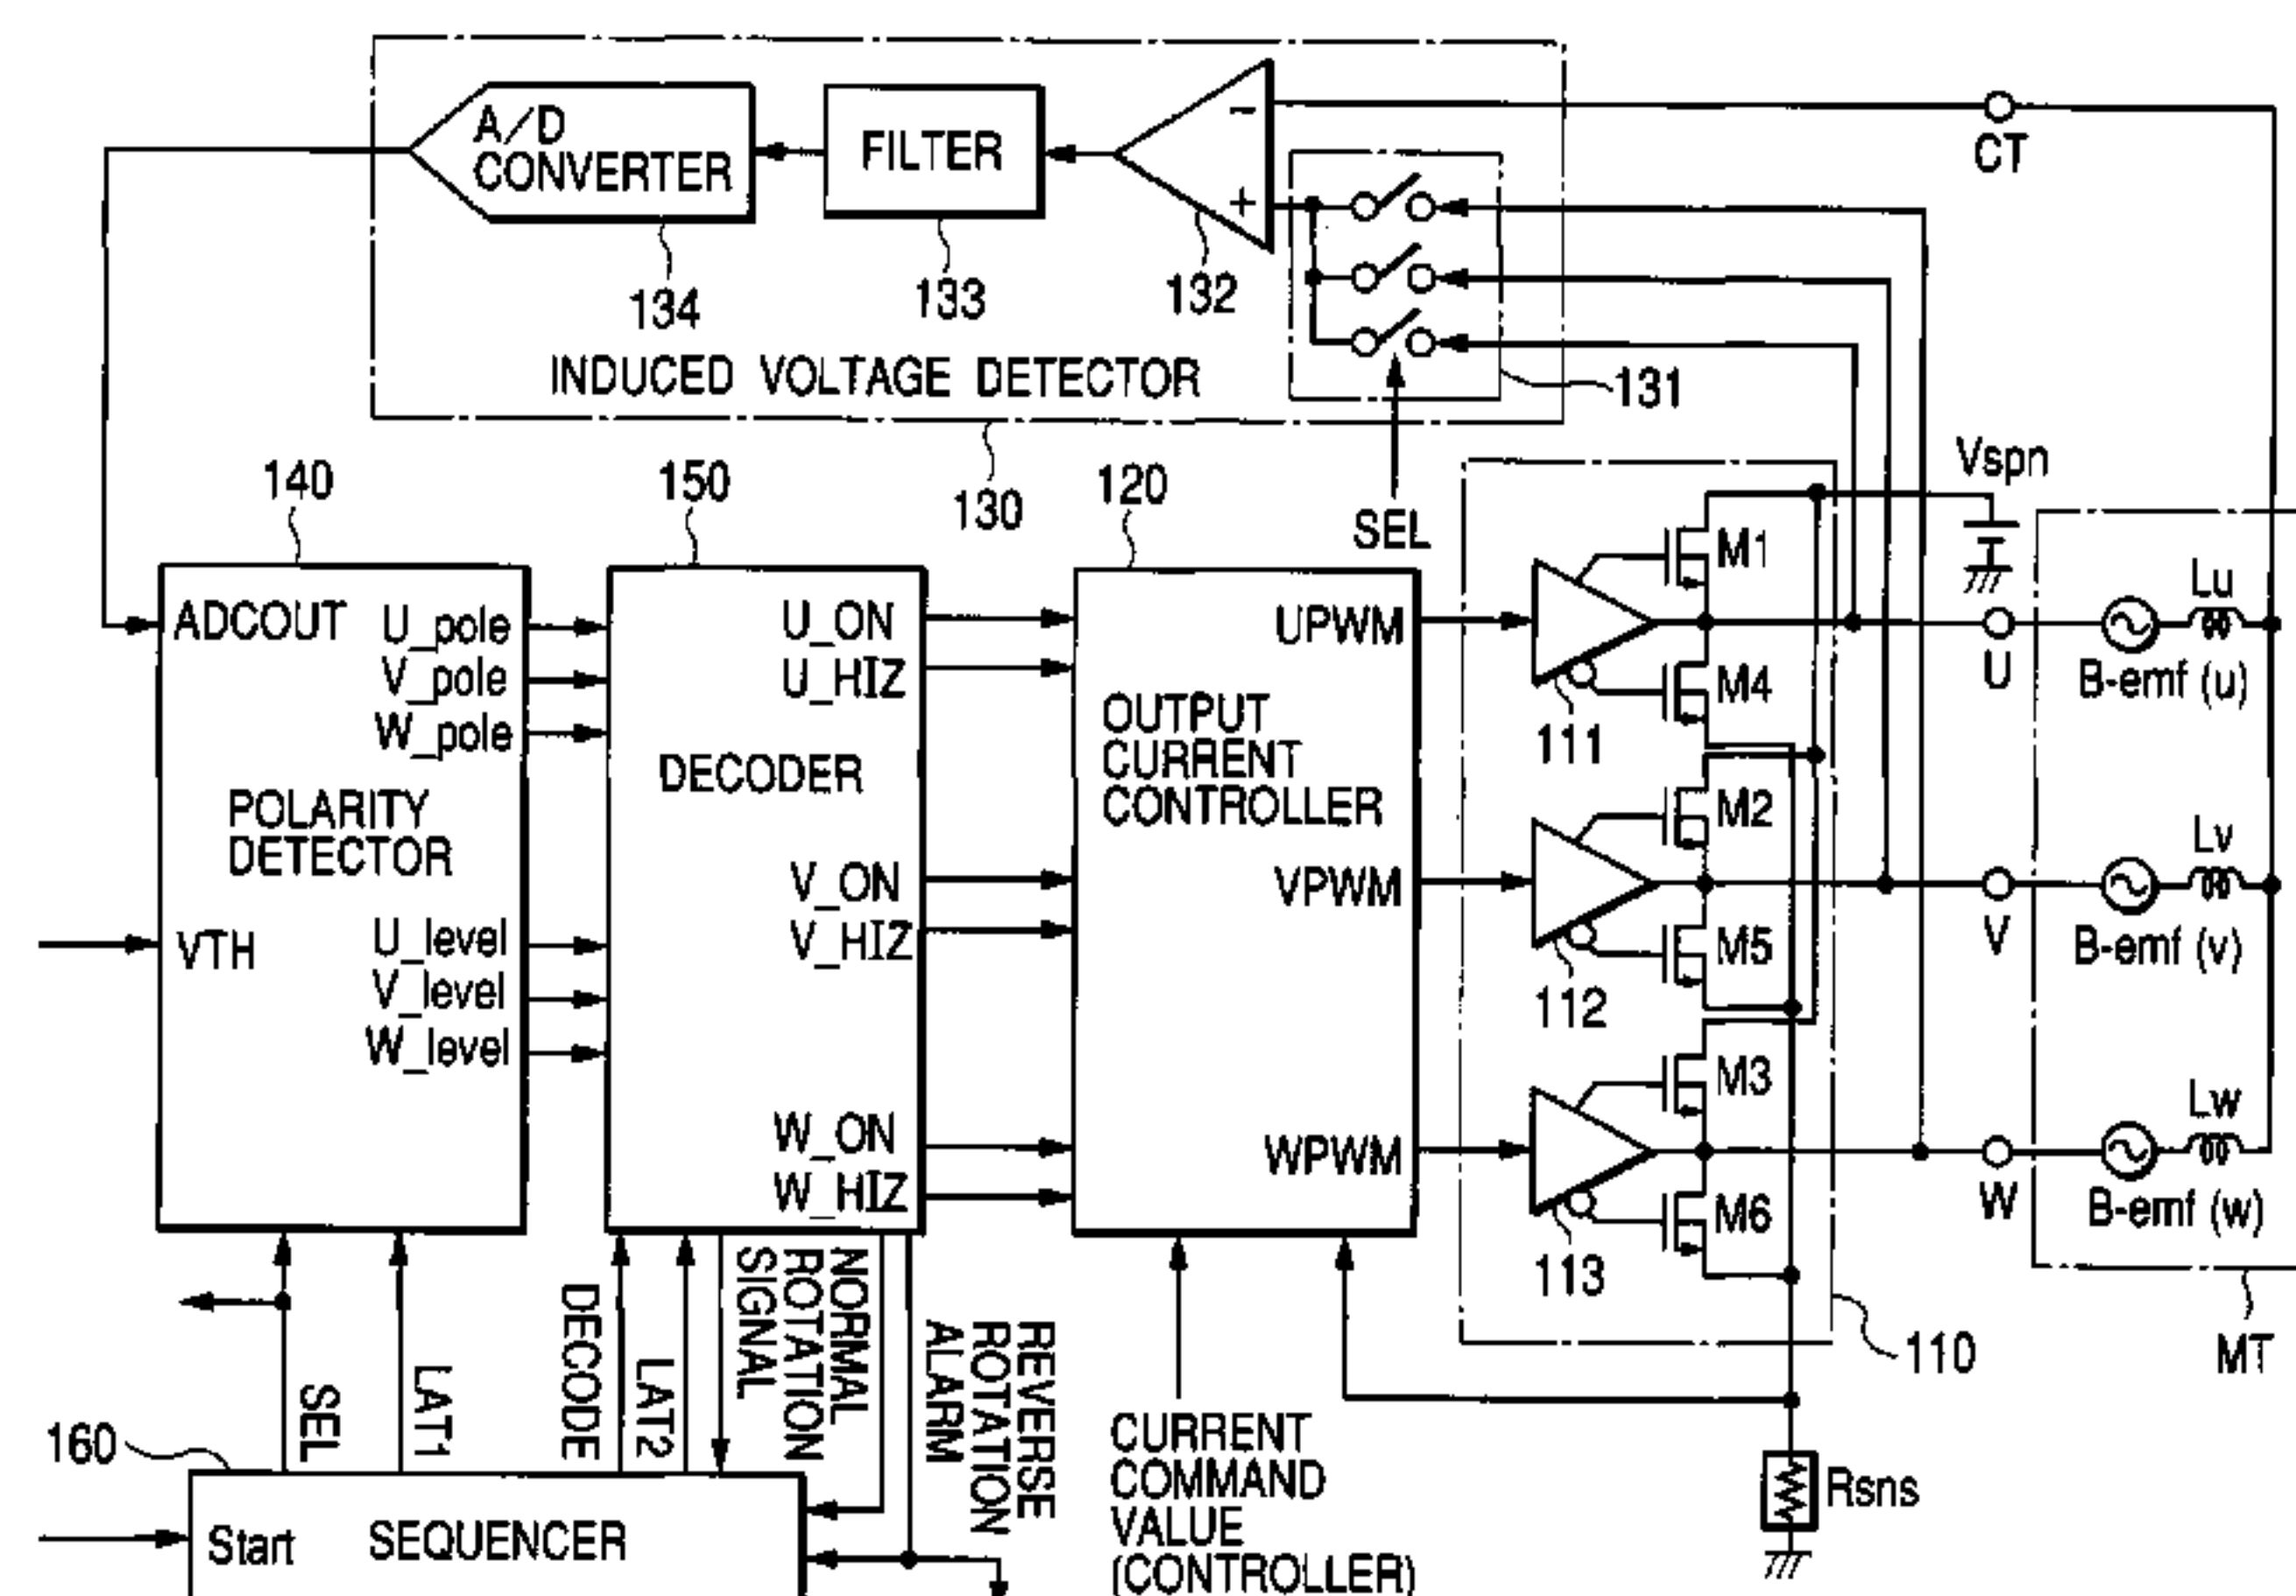 A/D
CONVERTER
FILTER
-
+
CT
134
133
132
131
INDUCED VOLTAGE DETECTOR
130
SEL
140
150
120
Vspn
ADCOUT
U_pole
V_pole
W_pole
POLARITY
DETECTOR
VTH
U_level
V_level
W_level
DECODER
U_ON
U_HIZ
V_ON
V_HIZ
W_ON
W_HIZ
OUTPUT
CURRENT
CONTROLLER
UPWM
VPWM
WPWM
111
112
113
M1
M4
M2
M5
M3
M6
U
V
W
Lu
B-emf (u)
Lv
B-emf (v)
Lw
B-emf (w)
110
MT
160
SEL
LAT1
DECODE
LAT2
NORMAL
ROTATION
SIGNAL
REVERSE
ROTATION
ALARM
CURRENT
COMMAND
VALUE
(CONTROLLER)
Rsns
Start
SEQUENCER